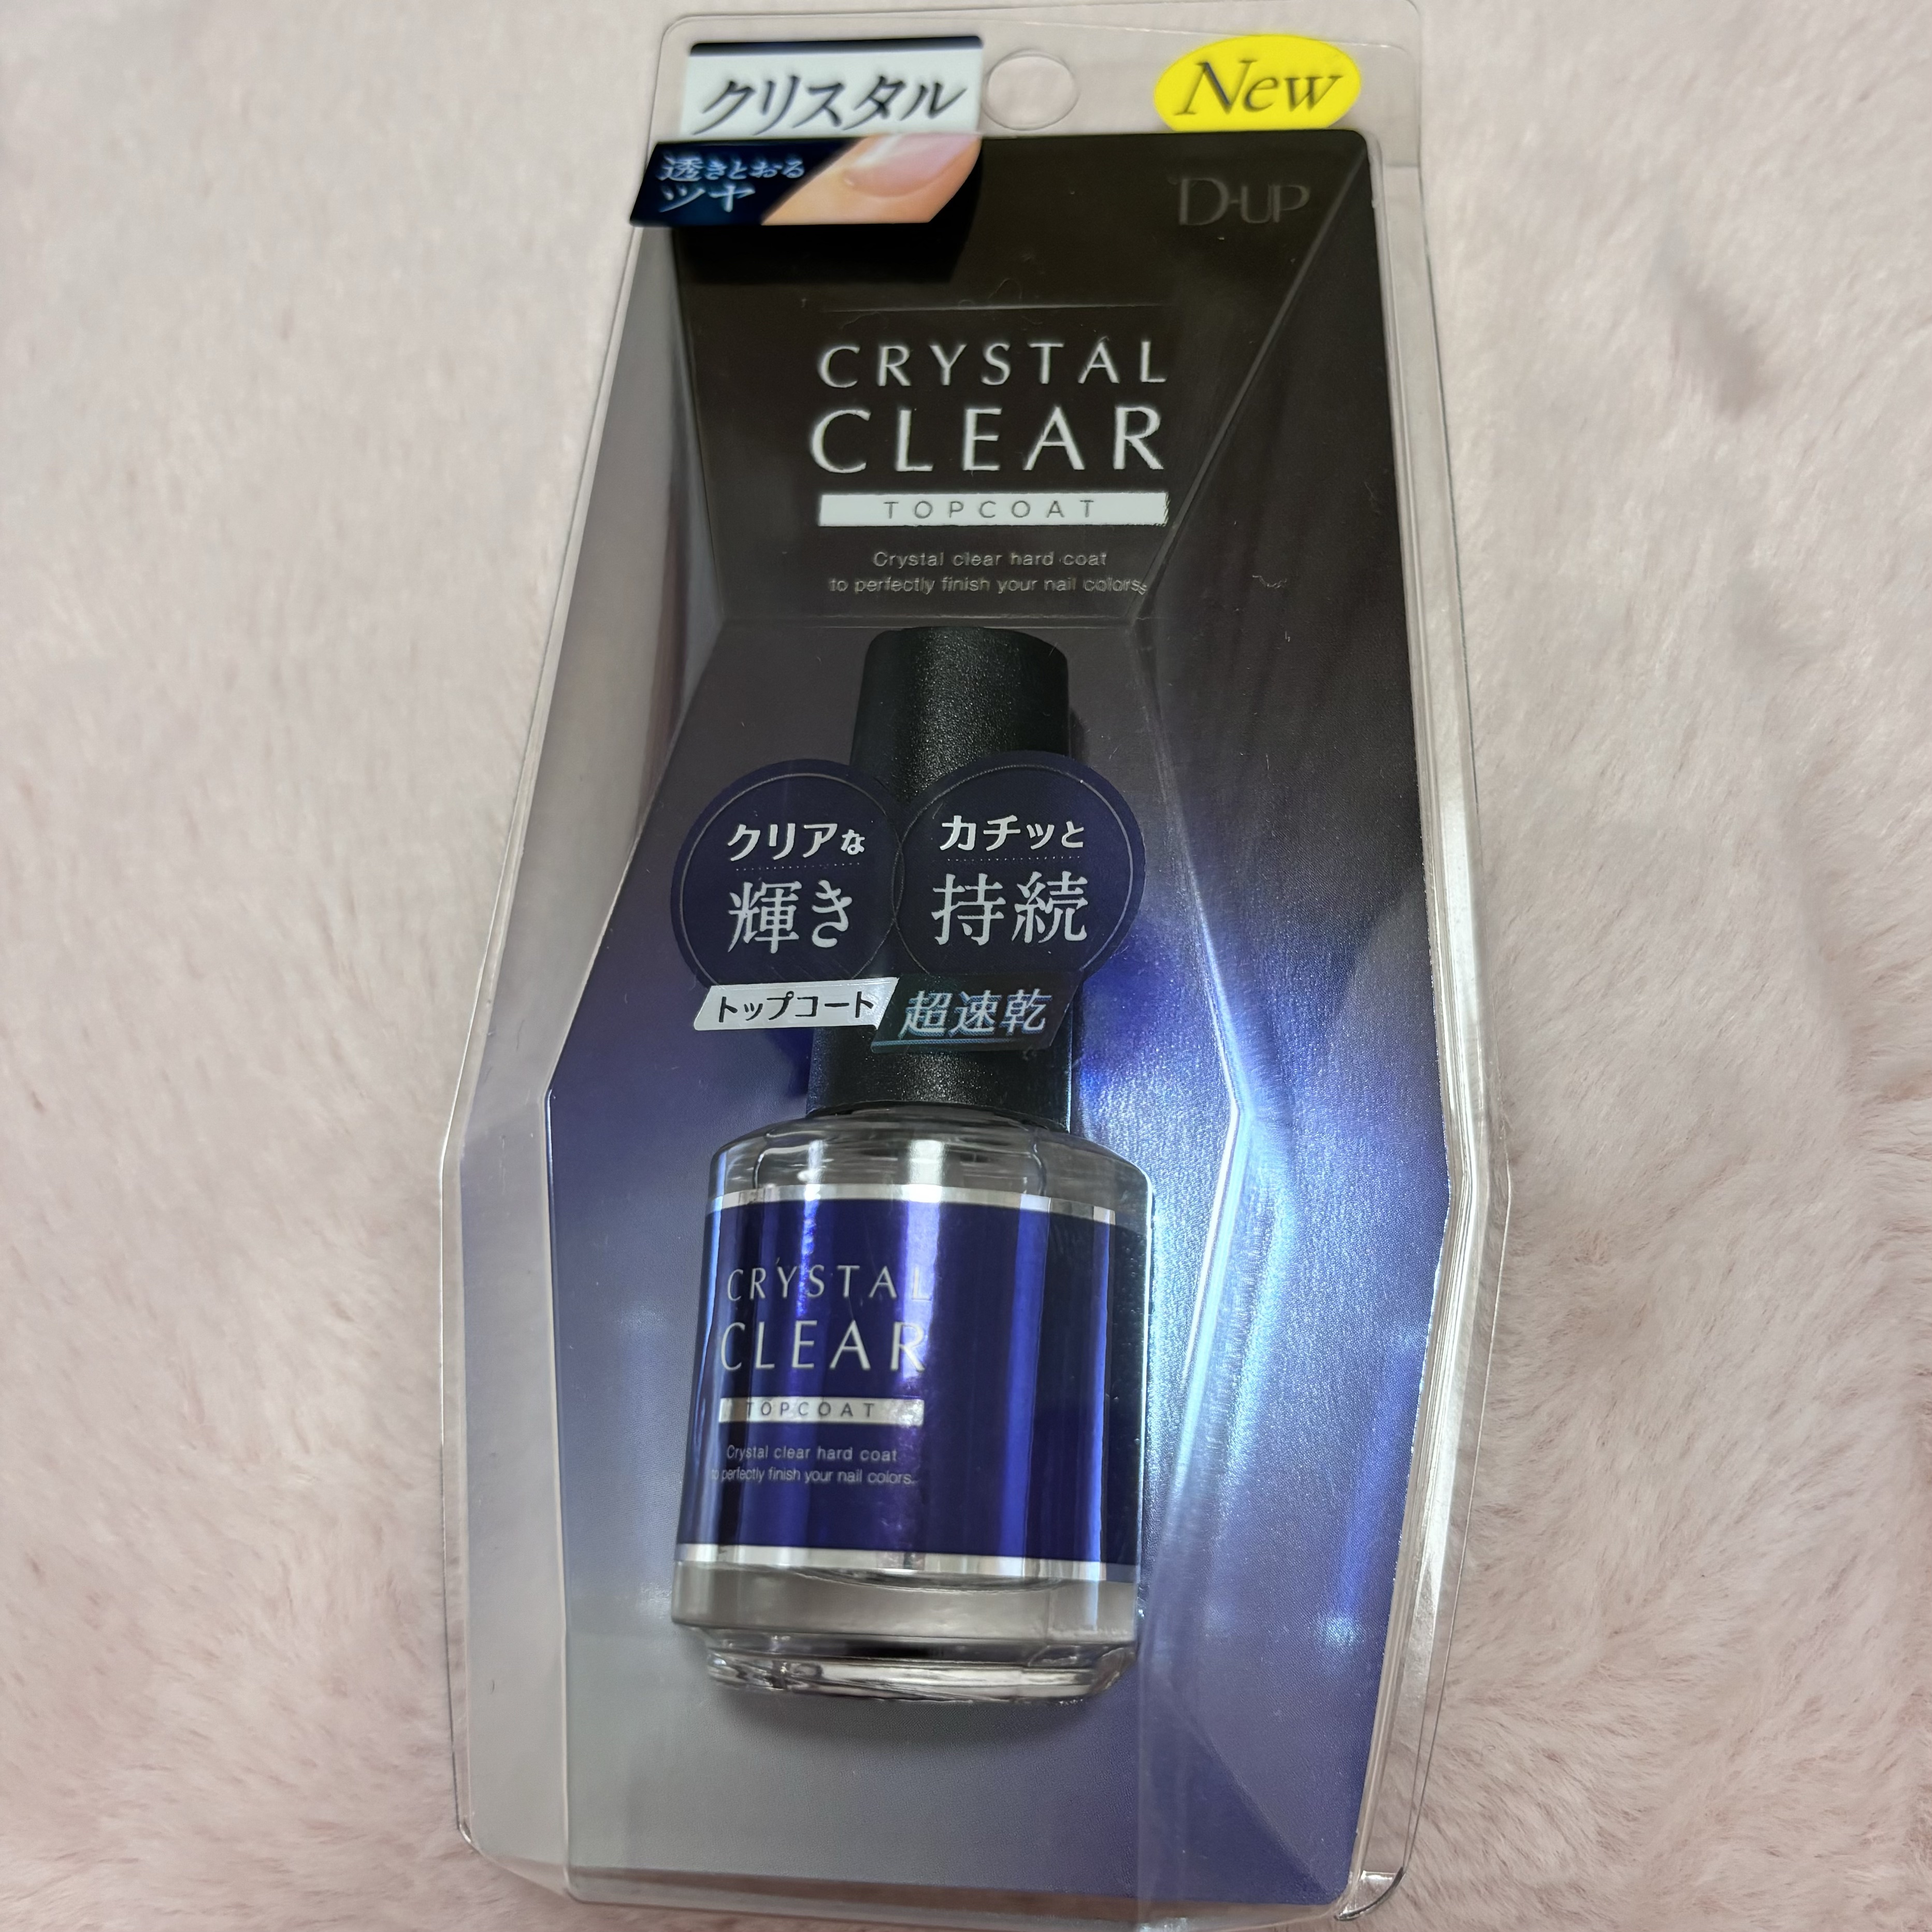 クリスタル
New
透きとおる
ツヤ
D-UP
CRYSTAL
CLEAR
TOPCOAT
Crystal clear hard coat
to perfectly finish your nail colors.
クリアな
輝き
カチッと
持続
トップコート
超速乾
CRYSTAL
CLEAR
TOPCOAT
Crystal clear hard coat
to perfectly finish your nail colors.